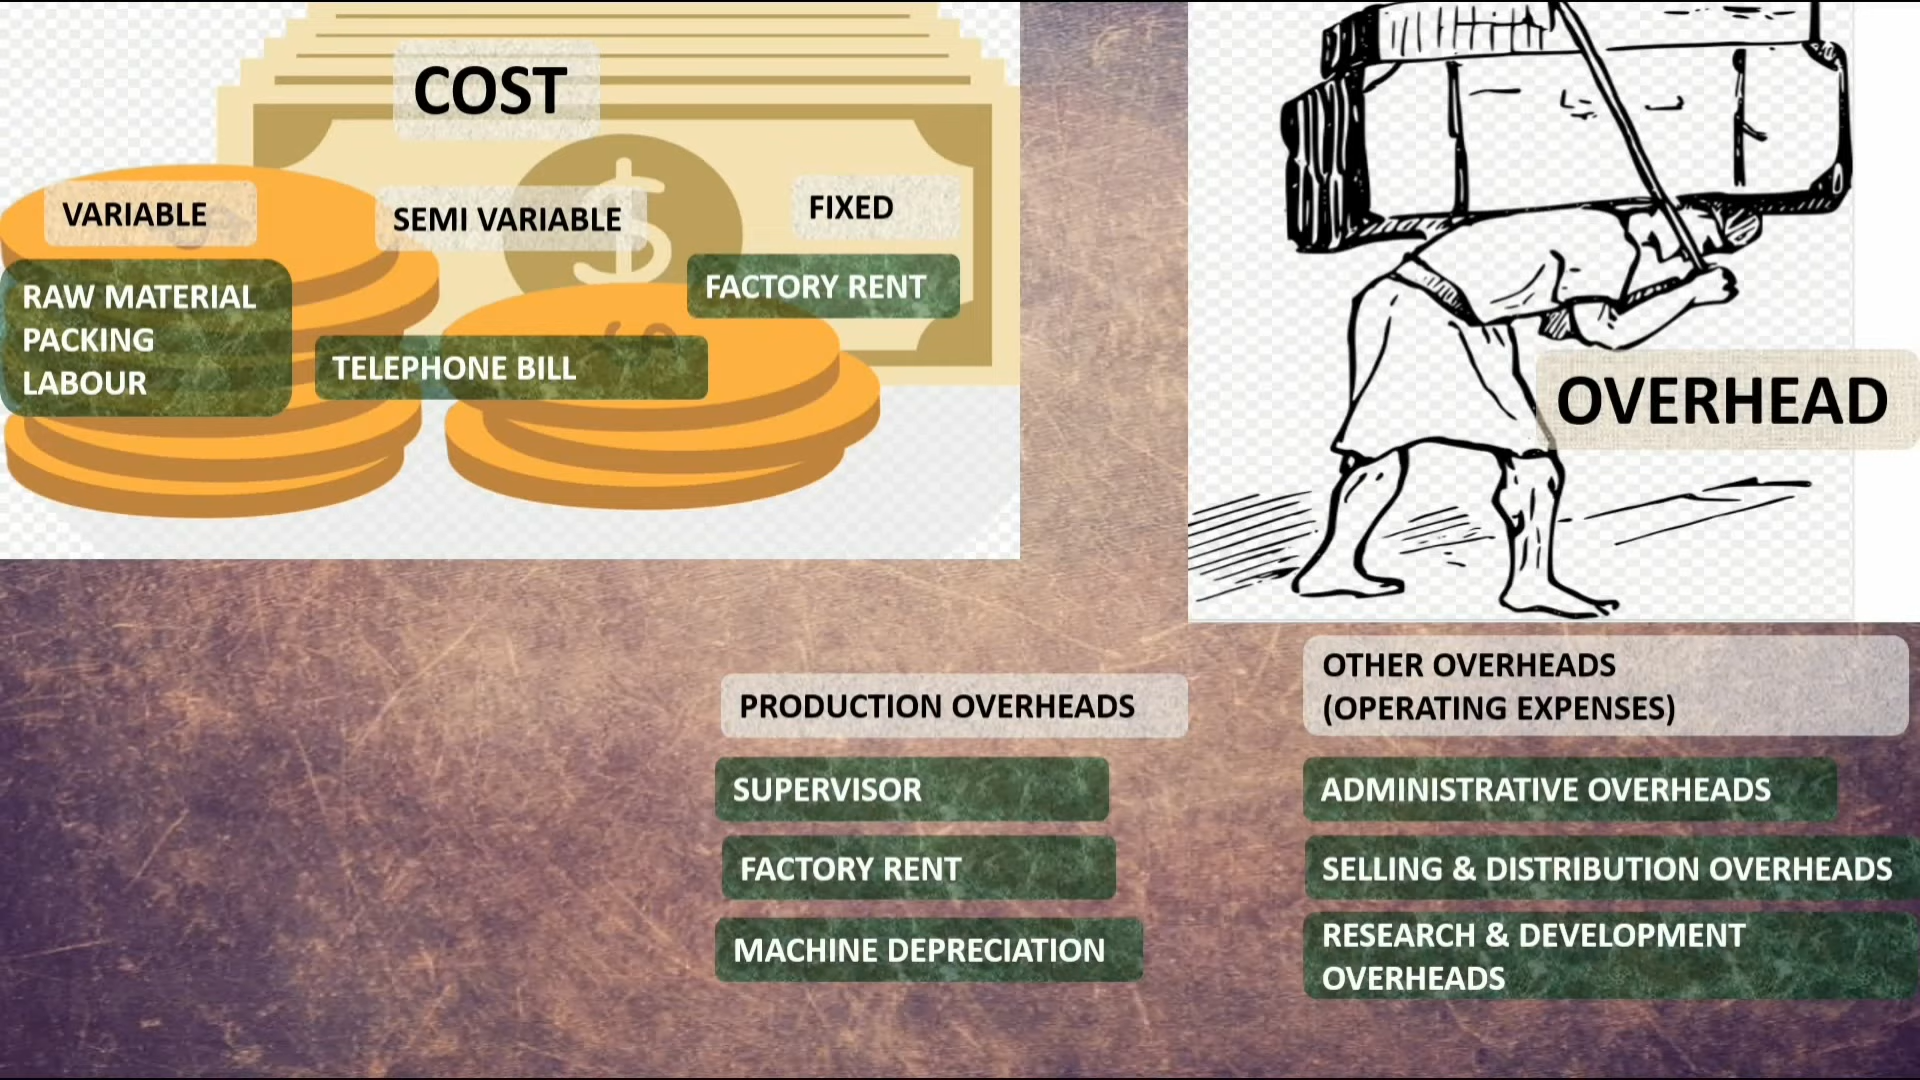 COST
VARIABLE
SEMI VARIABLE
FIXED
RAW MATERIAL
PACKING
LABOUR
TELEPHONE BILL
FACTORY RENT
OVERHEAD
PRODUCTION OVERHEADS
SUPERVISOR
FACTORY RENT
MACHINE DEPRECIATION
OTHER OVERHEADS
(OPERATING EXPENSES)
ADMINISTRATIVE OVERHEADS
SELLING & DISTRIBUTION OVERHEADS
RESEARCH & DEVELOPMENT
OVERHEADS